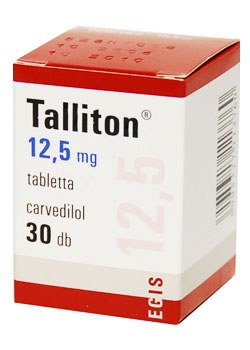 Talliton®
12,5 mg
tabletta
carvedilol
30 db
12,5
EGIS